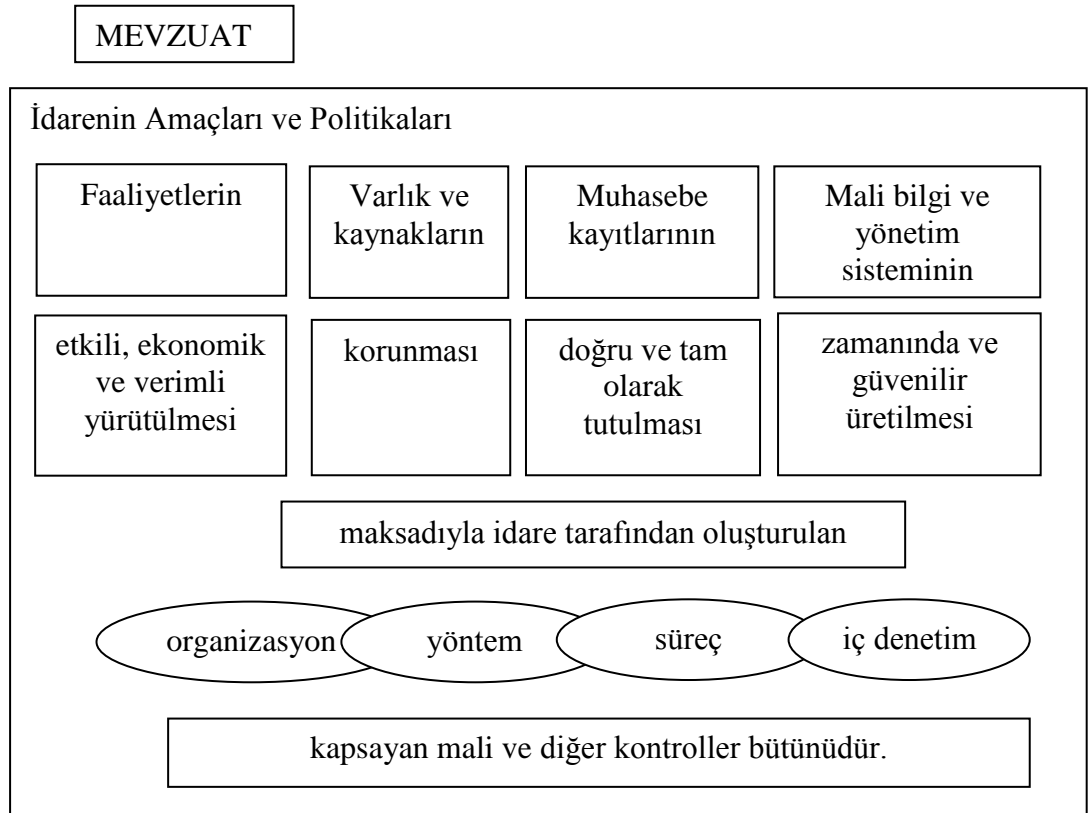 MEVZUAT
İdarenin Amaçları ve Politikaları
Faaliyetlerin
Varlık ve
kaynakların
Muhasebe
kayıtlarının
Mali bilgi ve
yönetim
sisteminin
etkili, ekonomik
ve verimli
yürütülmesi
korunması
doğru ve tam
olarak
tutulması
zamanında ve
güvenilir
üretilmesi
maksadıyla idare tarafından oluşturulan
organizasyon
yöntem
süreç
iç denetim
kapsayan mali ve diğer kontroller bütünüdür.